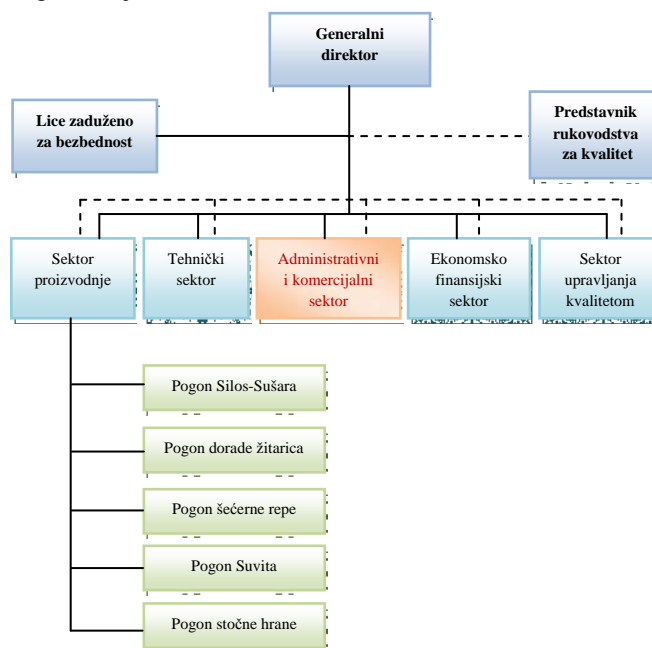 Generalni
direktor
Lice zaduženo
za bezbednost
Predstavnik
rukovodstva
za kvalitet
Sektor
proizvodnje
Tehnički
sektor
Administrativni
i komercijalni
sektor
Ekonomsko
finansijski
sektor
Sektor
upravljanja
kvalitetom
Pogon Silos-Sušara
Pogon dorade žitarica
Pogon šećerne repe
Pogon Suvita
Pogon stočne hrane